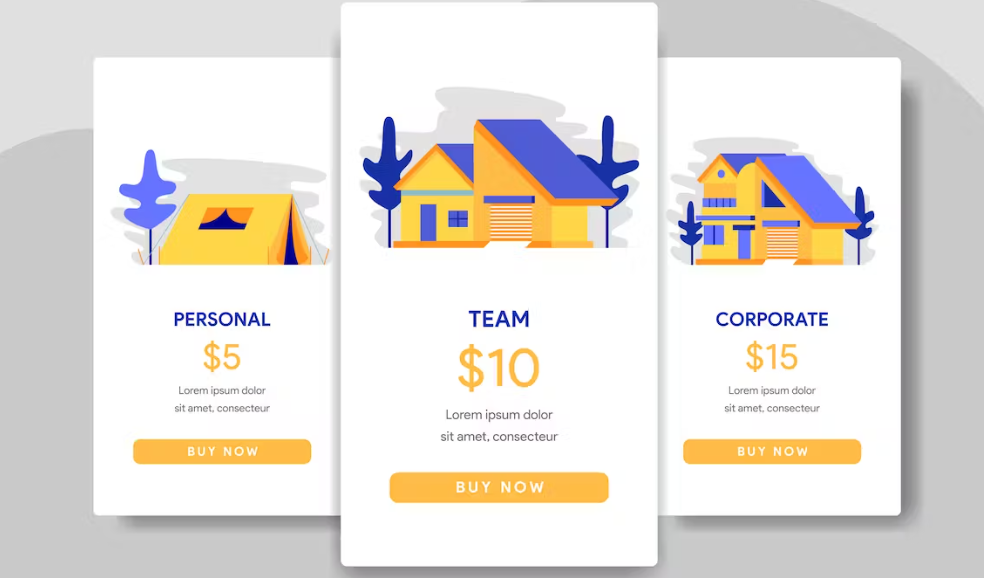 PERSONAL
$5
Lorem ipsum dolor
sit amet, consecteur
BUY NOW
TEAM
$10
Lorem ipsum dolor
sit amet, consecteur
BUY NOW
CORPORATE
$15
Lorem ipsum dolor
sit amet, consecteur
BUY NOW